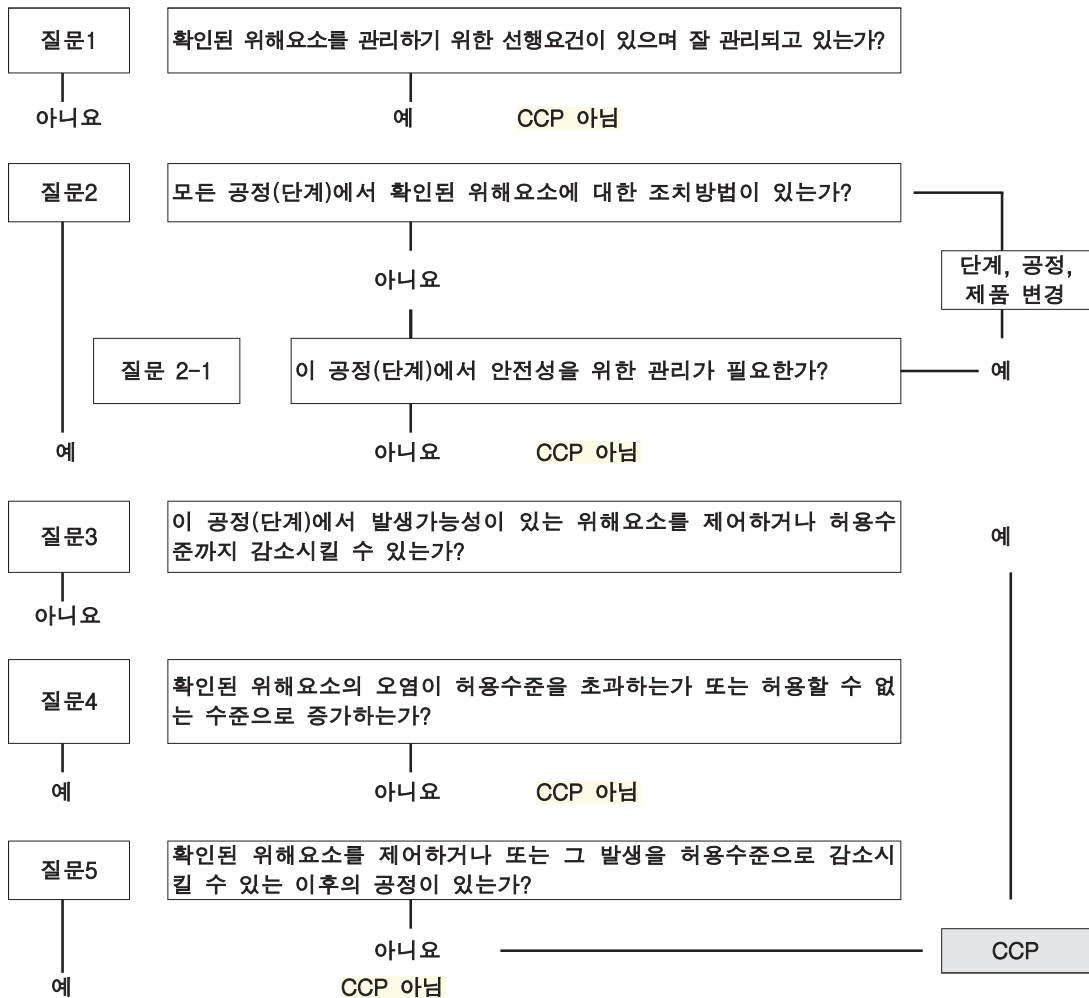 질문1
확인된 위해요소를 관리하기 위한 선행요건이 있으며 잘 관리되고 있는가?
아니요 예 CCP 아님
질문2
모든 공정(단계)에서 확인된 위해요소에 대한 조치방법이 있는가?
아니요
단계, 공정,
제품 변경
질문 2-1
이 공정(단계)에서 안전성을 위한 관리가 필요한가?
예
예 아니요 CCP 아님
질문3
이 공정(단계)에서 발생가능성이 있는 위해요소를 제어하거나 허용수
준까지 감소시킬 수 있는가?
예
아니요
질문4
확인된 위해요소의 오염이 허용수준을 초과하는가 또는 허용할 수 없
는 수준으로 증가하는가?
예 아니요 CCP 아님
질문5
확인된 위해요소를 제어하거나 또는 그 발생을 허용수준으로 감소시
킬 수 있는 이후의 공정이 있는가?
아니요 CCP
예 CCP 아님